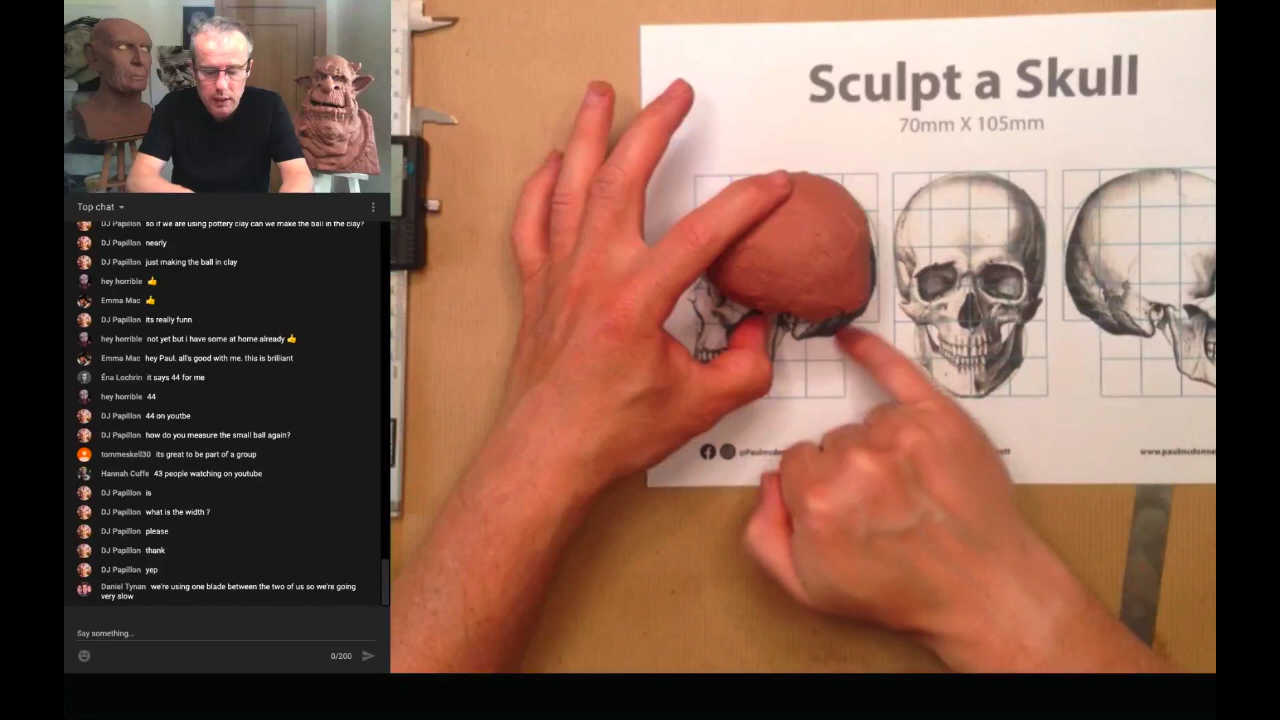 Top chat
DJ Papillon so if we are using pottery clay can we make the ball in the clay?
DJ Papillon nearly
DJ Papillon just making the ball in clay
hey horrible 👍
Emma Mac 👍
DJ Papillon its really funn
hey horrible not yet but i have some at home already 👍
Emma Mac hey Paul. all's good with me. this is brilliant
Éna Lochrin it says 44 for me
hey horrible 44
DJ Papillon 44 on youtbe
DJ Papillon how do you measure the small ball again?
tommeskell30 its great to be part of a group
Hannah Cuffe 43 people watching on youtube
DJ Papillon is
DJ Papillon what is the width ?
DJ Papillon please
DJ Papillon thank
DJ Papillon yep
Daniel Tynan we're using one blade between the two of us so we're going
very slow
Say something...
0/200
Sculpt a Skull
70mm X 105mm